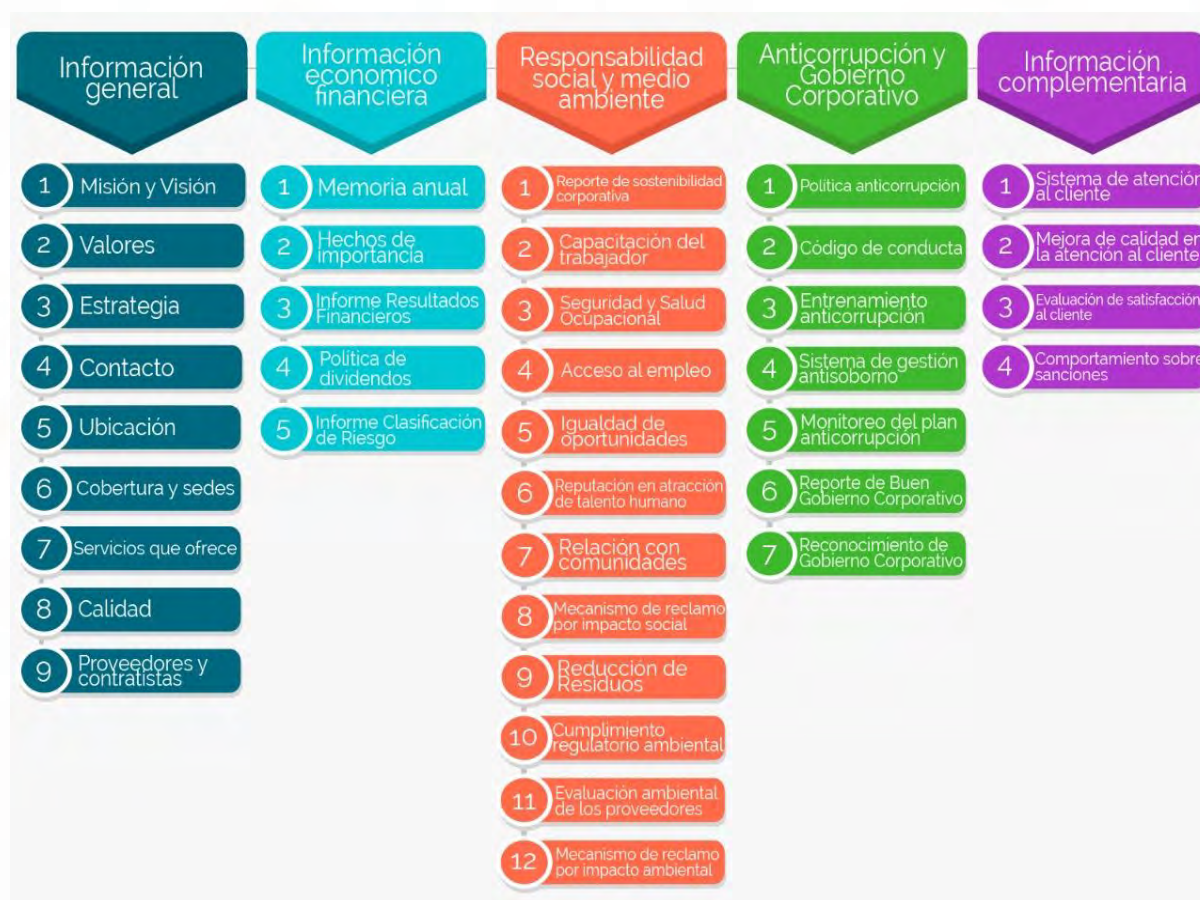 Información
general
1
Misión y Visión
2
Valores
3
Estrategia
4
Contacto
5
Ubicación
6
Cobertura y sedes
7
Servicios que ofrece
8
Calidad
9
Proveedores y
contratistas
Información
económico
financiera
1
Memoria anual
2
Hechos de
importancia
3
Informe Resultados
Financieros
4
Política de
dividendos
5
Informe Clasificación
de Riesgo
Responsabilidad
social y medio
ambiente
1
Reporte de sostenibilidad
corporativa
2
Capacitación del
trabajador
3
Seguridad y Salud
Ocupacional
4
Acceso al empleo
5
Igualdad de
oportunidades
6
Reputación en atracción
de talento humano
7
Relación con
comunidades
8
Mecanismo de reclamo
por impacto social
9
Reducción de
Residuos
10
Cumplimiento
regulatorio ambiental
11
Evaluación ambiental
de los proveedores
12
Mecanismo de reclamo
por impacto ambiental
Anticorrupción y
Gobierno
Corporativo
1
Política anticorrupción
2
Código de conducta
3
Entrenamiento
anticorrupción
4
Sistema de gestión
antisoborno
5
Monitoreo del plan
anticorrupción
6
Reporte de Buen
Gobierno Corporativo
7
Reconocimiento de
Gobierno Corporativo
Información
complementaria
1
Sistema de atención
al cliente
2
Mejora de calidad en
la atención al cliente
3
Evaluación de satisfacción
al cliente
4
Comportamiento sobre
sanciones